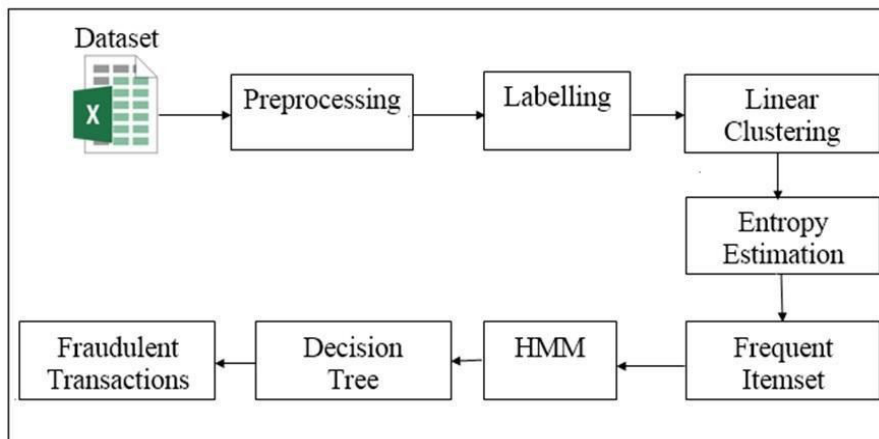 Dataset
X
Preprocessing
Labelling
Linear
Clustering
Entropy
Estimation
Frequent
Itemset
HMM
Decision
Tree
Fraudulent
Transactions